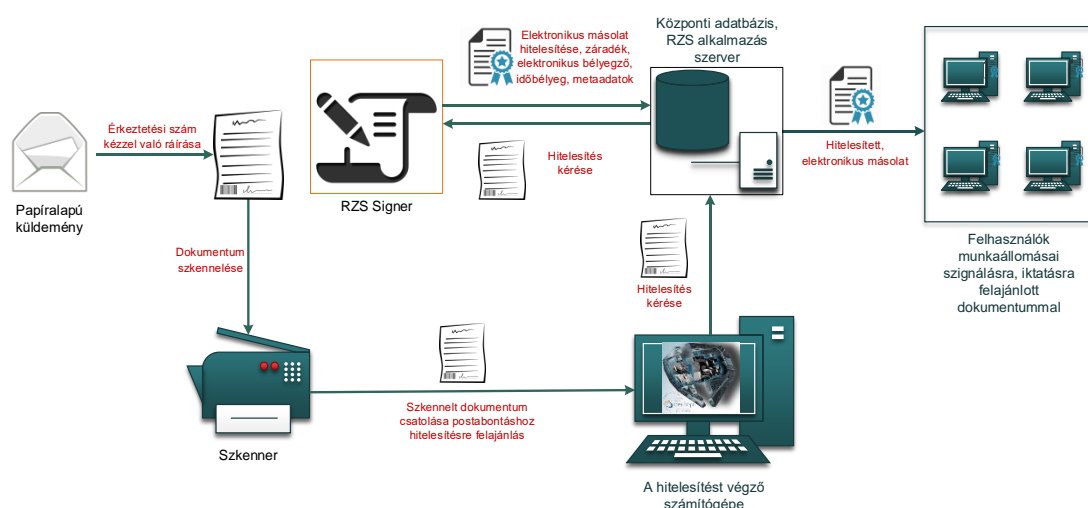 Papíralapú
küldemény
Érkeztetési szám
kézzel való ráírása
Dokumentum
szkennelése
Szkenner
Szkennelt dokumentum
csatolása postabontáshoz
hitelesítésre felajánlás
A hitelesítést végző
számítógépe
Hitelesítés
kérése
RZS Signer
Elektronikus másolat
hitelesítése, záradék,
elektronikus bélyegző,
időbélyeg, metaadatok
Hitelesítés
kérése
Központi adatbázis,
RZS alkalmazás
szerver
Hitelesített,
elektronikus másolat
Felhasználók
munkaállomásai
szignálásra, iktatásra
felajánlott
dokumentummal